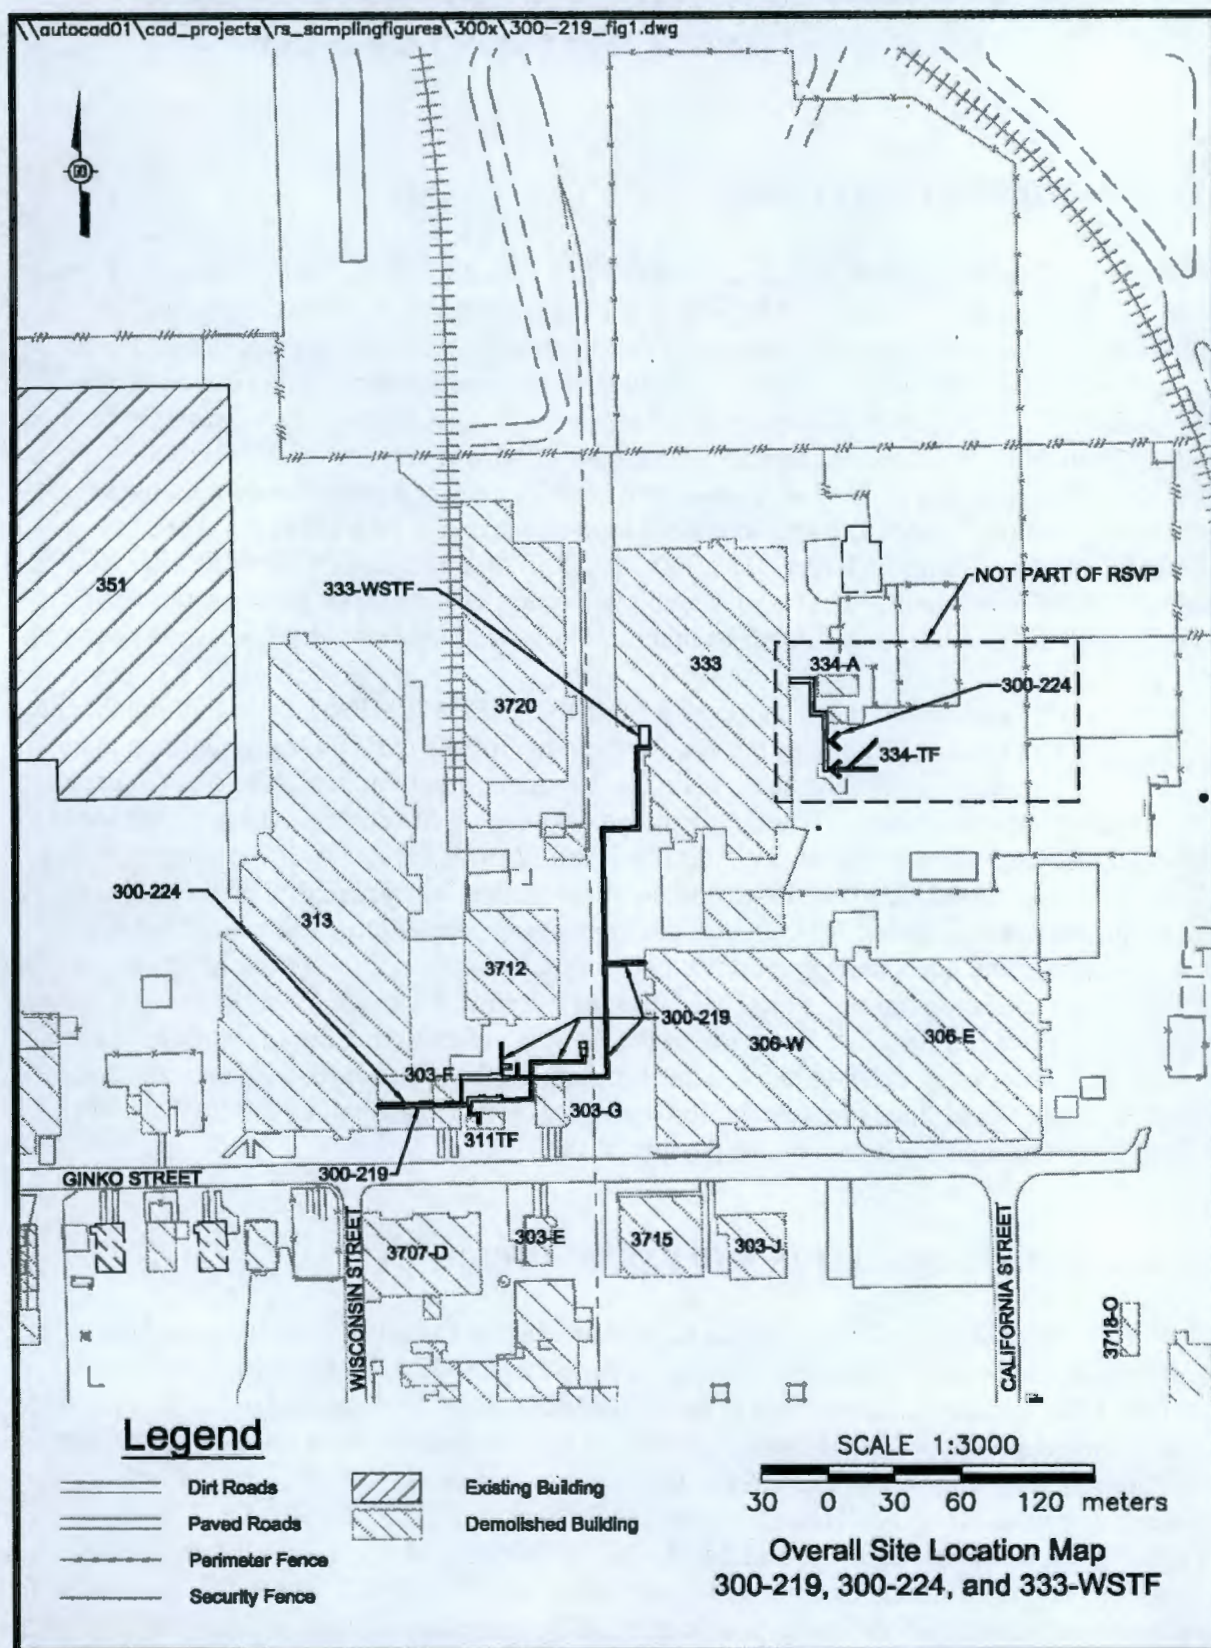 \\autocad01\cad_projects\rs_samplingfigures\300x\300-219_fig1.dwg
351
333-WSTF
NOT PART OF RSVP
333
334-A
300-224
3720
334-TF
300-224
313
3712
300-219
306-W
306-E
303-F
303-G
311TF
300-219
GINKO STREET
WISCONSIN STREET
3707-D
303-E
3715
303-J
CALIFORNIA STREET
3718-O
Legend
Dirt Roads
Paved Roads
Perimeter Fence
Security Fence
Existing Building
Demolished Building
SCALE 1:3000
30 0 30 60 120 meters
Overall Site Location Map
300-219, 300-224, and 333-WSTF